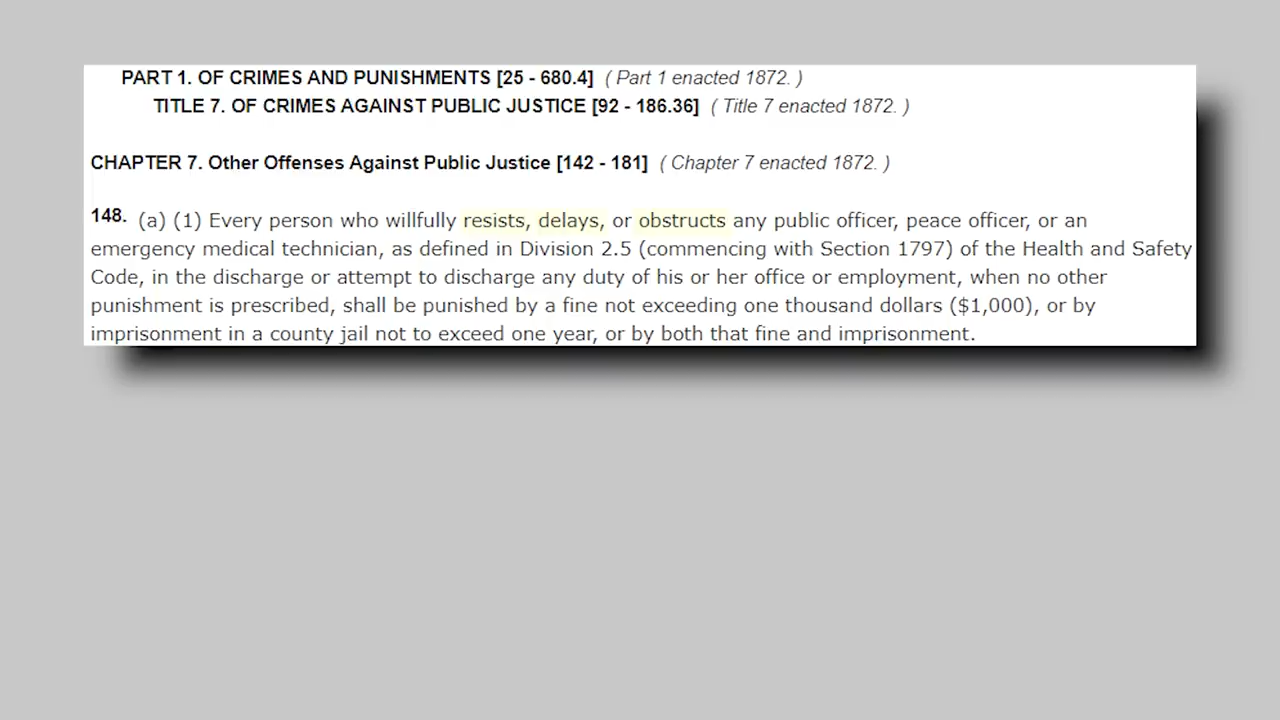 PART 1. OF CRIMES AND PUNISHMENTS [25 - 680.4] ( Part 1 enacted 1872. )
TITLE 7. OF CRIMES AGAINST PUBLIC JUSTICE [92 - 186.36] ( Title 7 enacted 1872. )
CHAPTER 7. Other Offenses Against Public Justice [142 - 181] ( Chapter 7 enacted 1872. )
148. (a) (1) Every person who willfully resists, delays, or obstructs any public officer, peace officer, or an
emergency medical technician, as defined in Division 2.5 (commencing with Section 1797) of the Health and Safety
Code, in the discharge or attempt to discharge any duty of his or her office or employment, when no other
punishment is prescribed, shall be punished by a fine not exceeding one thousand dollars ($1,000), or by
imprisonment in a county jail not to exceed one year, or by both that fine and imprisonment.